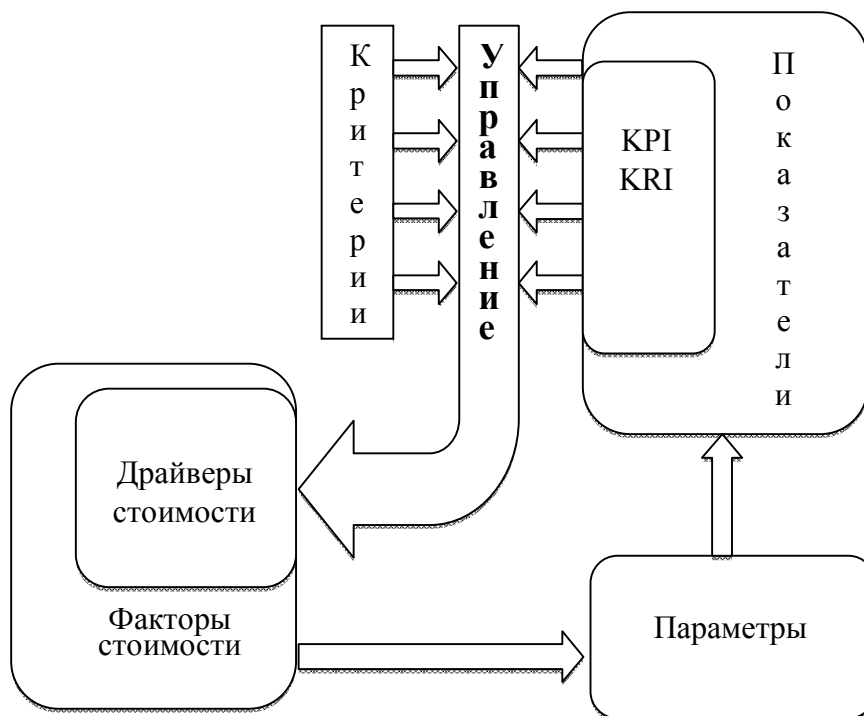 Критерии
Управление
KPI
KRI
Показатели
Драйверы
стоимости
Факторы
стоимости
Параметры